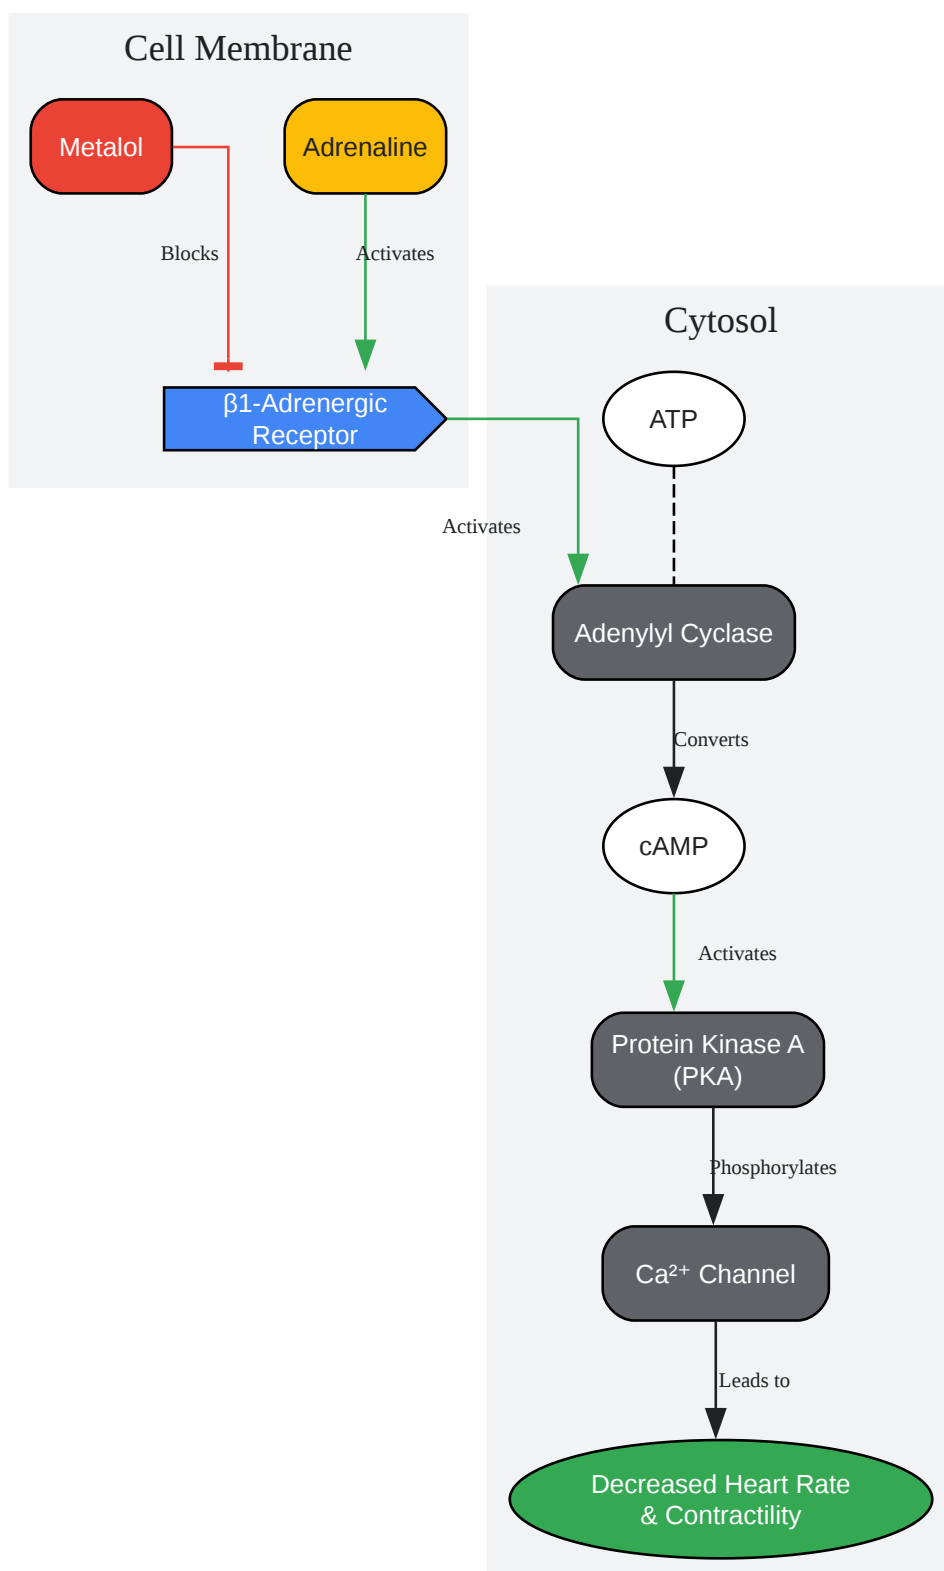 Cell Membrane
Metalol
Adrenaline
Blocks
Activates
β1-Adrenergic
Receptor
Activates
Cytosol
ATP
Adenylyl Cyclase
Converts
cAMP
Activates
Protein Kinase A
(PKA)
Phosphorylates
Ca²⁺ Channel
Leads to
Decreased Heart Rate
& Contractility